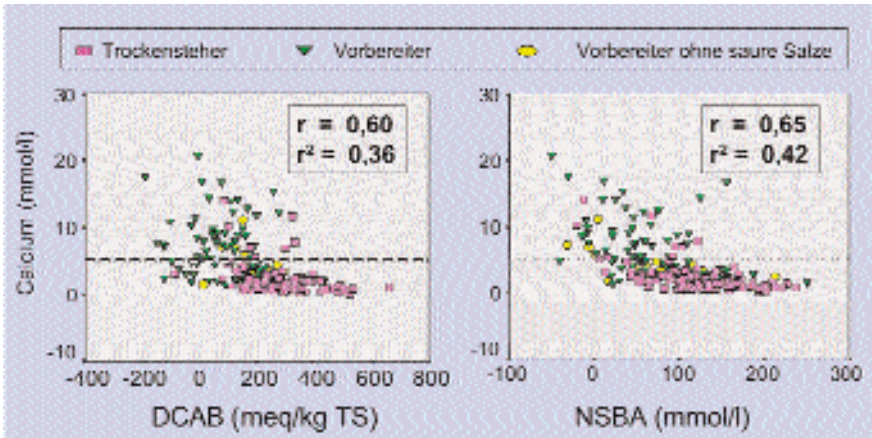 Trockensteher Vorbereiter Vorbereiter ohne saure Salze
Calcium (mmol/l)
30
20
10
0
-10
r = 0,60
r² = 0,36
-400 -200 0 200 400 600 800
DCAB (meq/kg TS)
30
20
10
0
-10
r = 0,65
r² = 0,42
-100 0 100 200 300
NSBA (mmol/l)